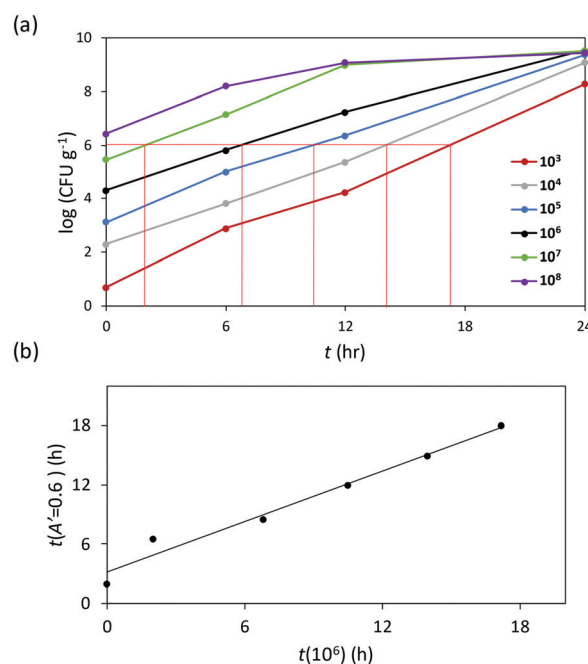 (a)
log (CFU g⁻¹)
10
8
6
4
2
0
10³
10⁴
10⁵
10⁶
10⁷
10⁸
0 6 12 18 24
t (hr)
(b)
t(A′=0.6) (h)
18
12
6
0
0 6 12 18
t(10⁶) (h)